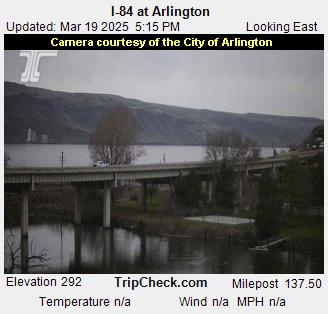 I-84 at Arlington
Updated: Mar 19 2025 5:15 PM Looking East
Camera courtesy of the City of Arlington
Elevation 292 TripCheck.com Milepost 137.50
Temperature n/a Wind n/a MPH n/a